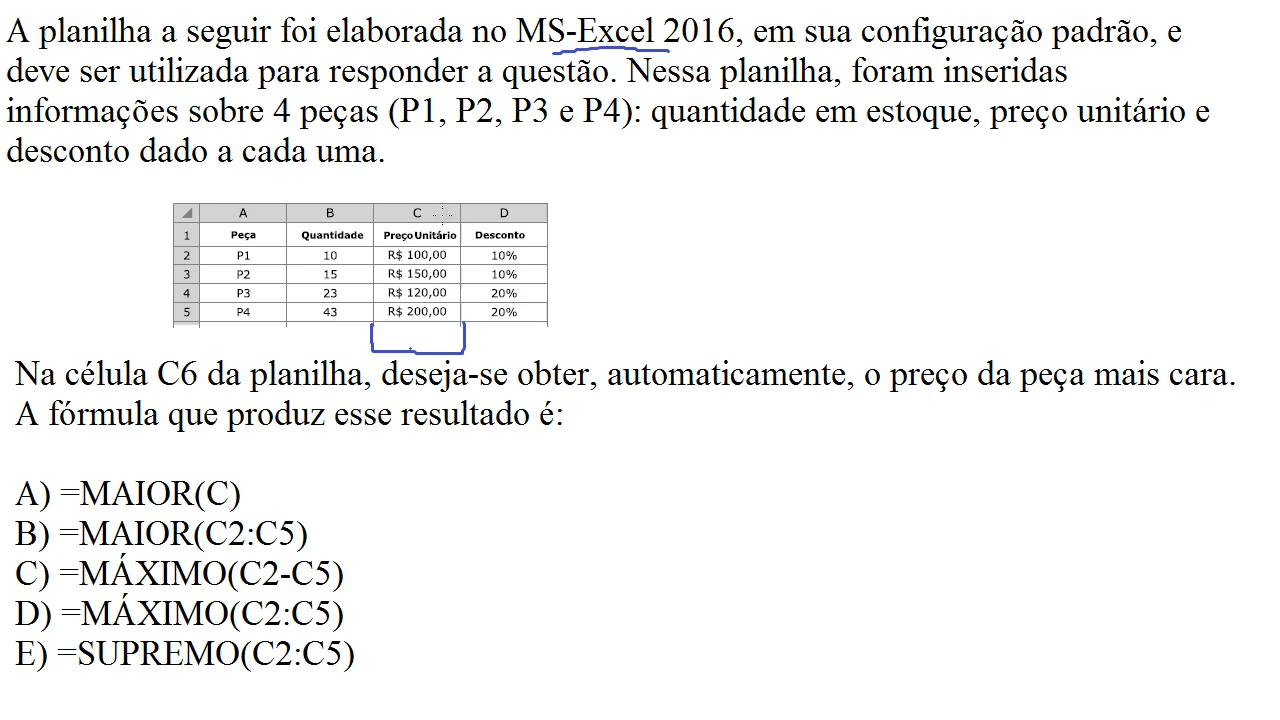 A planilha a seguir foi elaborada no MS-Excel 2016, em sua configuração padrão, e
deve ser utilizada para responder a questão. Nessa planilha, foram inseridas
informações sobre 4 peças (P1, P2, P3 e P4): quantidade em estoque, preço unitário e
desconto dado a cada uma.
A B C D
1 Peça Quantidade Preço Unitário Desconto
2 P1 10 R$ 100,00 10%
3 P2 15 R$ 150,00 10%
4 P3 23 R$ 120,00 20%
5 P4 43 R$ 200,00 20%
Na célula C6 da planilha, deseja-se obter, automaticamente, o preço da peça mais cara.
A fórmula que produz esse resultado é:
A) =MAIOR(C)
B) =MAIOR(C2:C5)
C) =MÁXIMO(C2-C5)
D) =MÁXIMO(C2:C5)
E) =SUPREMO(C2:C5)